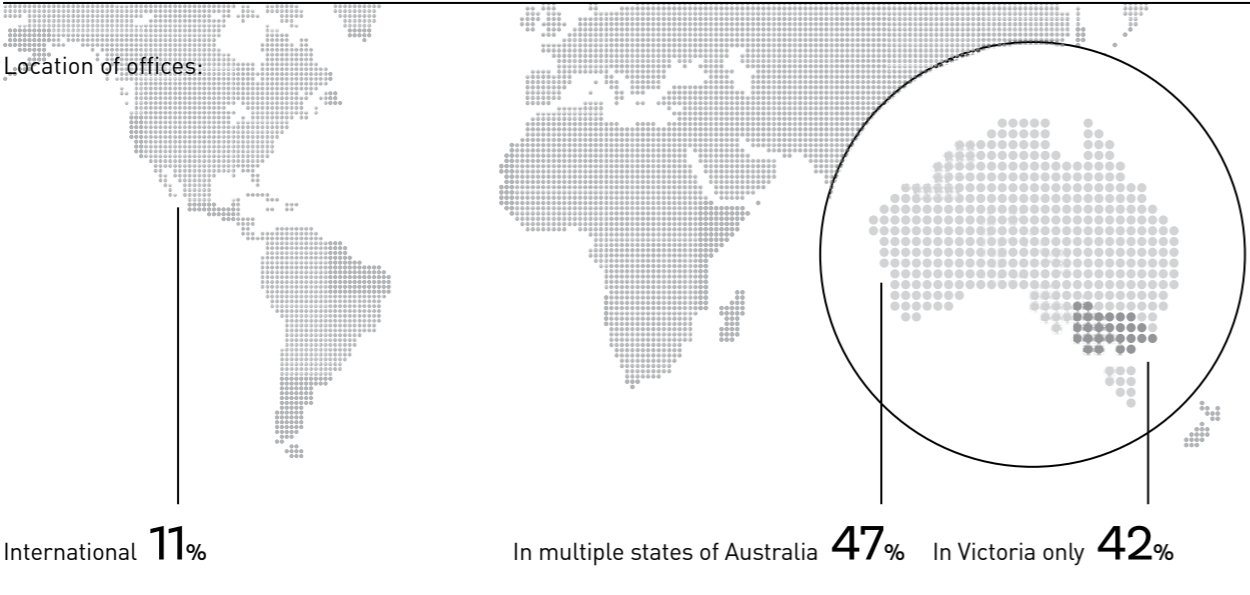 Location of offices:
International 11%
In multiple states of Australia 47%
In Victoria only 42%